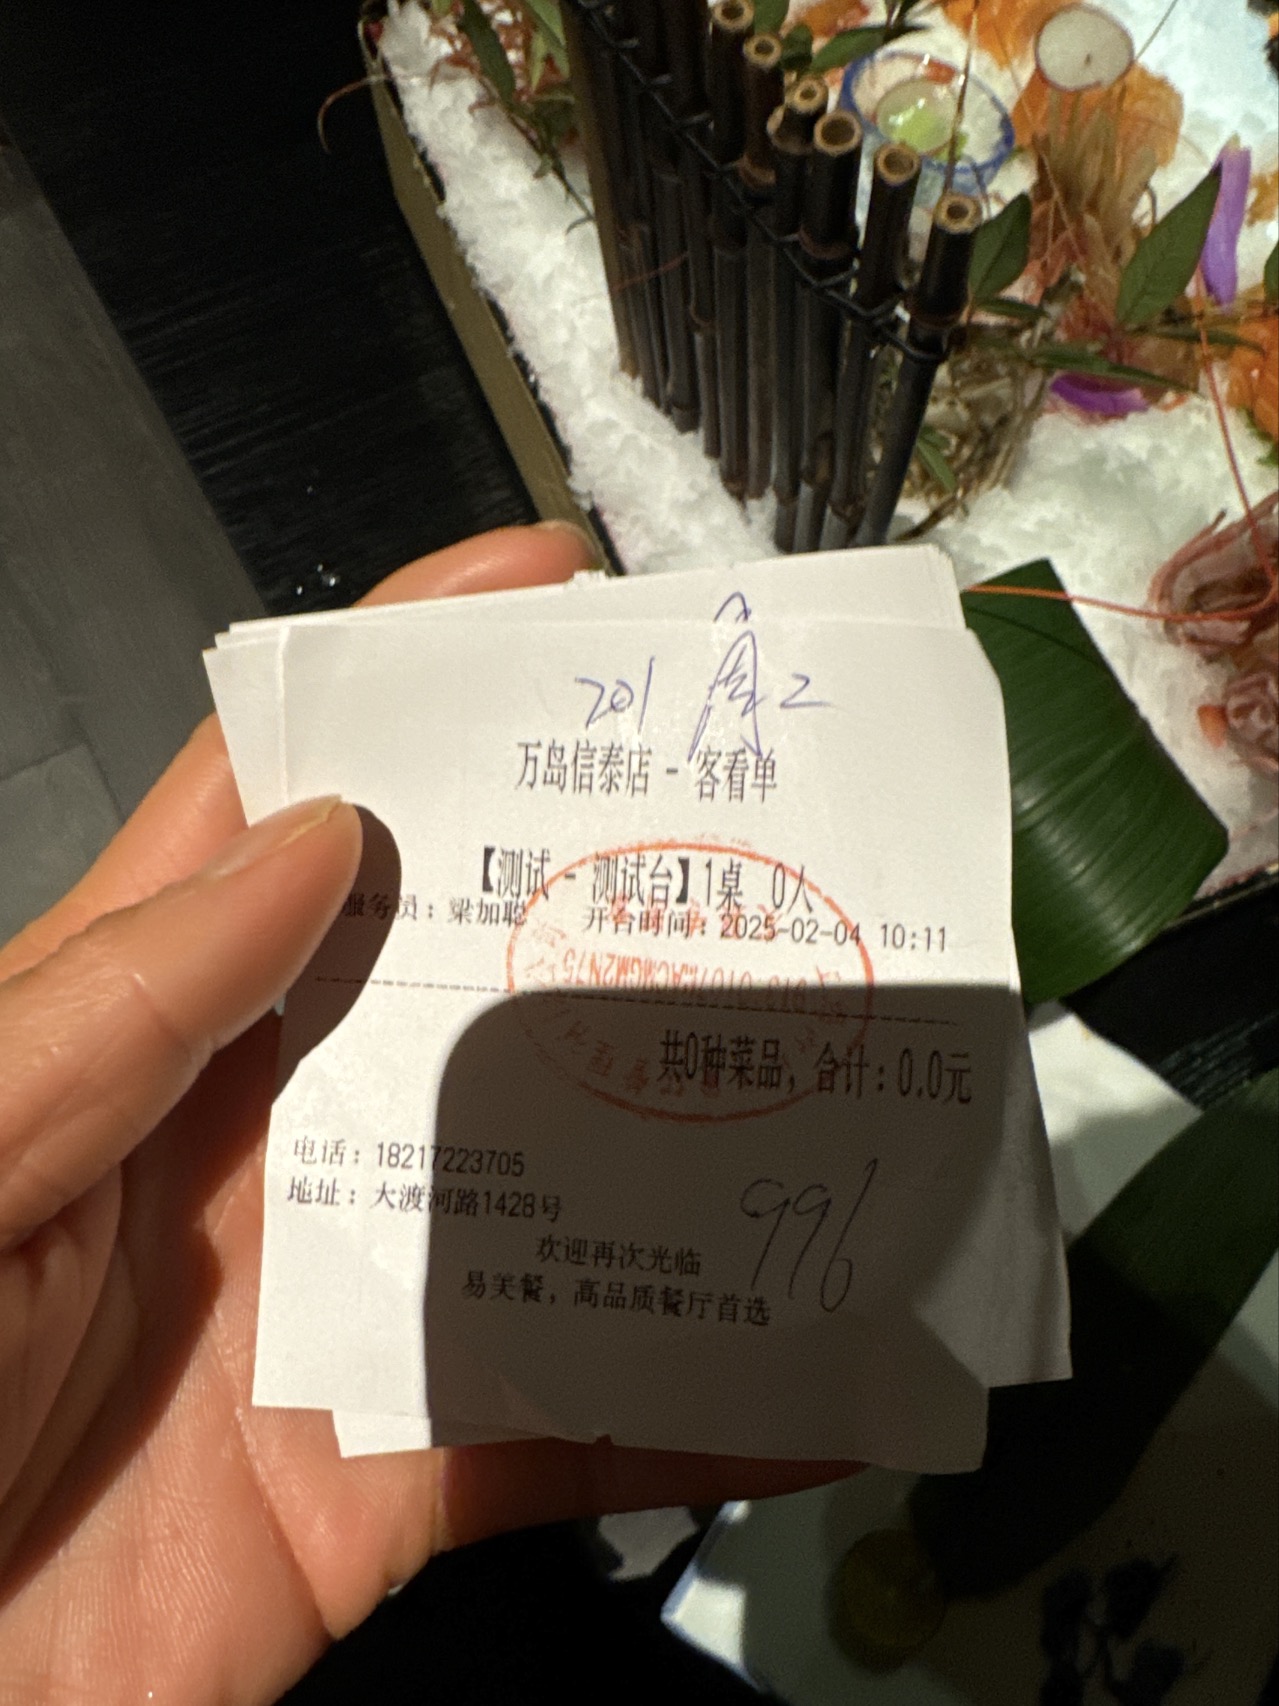 201 周 2
万岛信泰店 - 客看单
【测试 - 测试台】1桌 0人
服务员：梁加聪 开台时间：2025-02-04 10:11
共0种菜品，合计：0.0元
电话：18217223705
地址：大渡河路1428号
996
欢迎再次光临
易芙餐，高品质餐厅首选